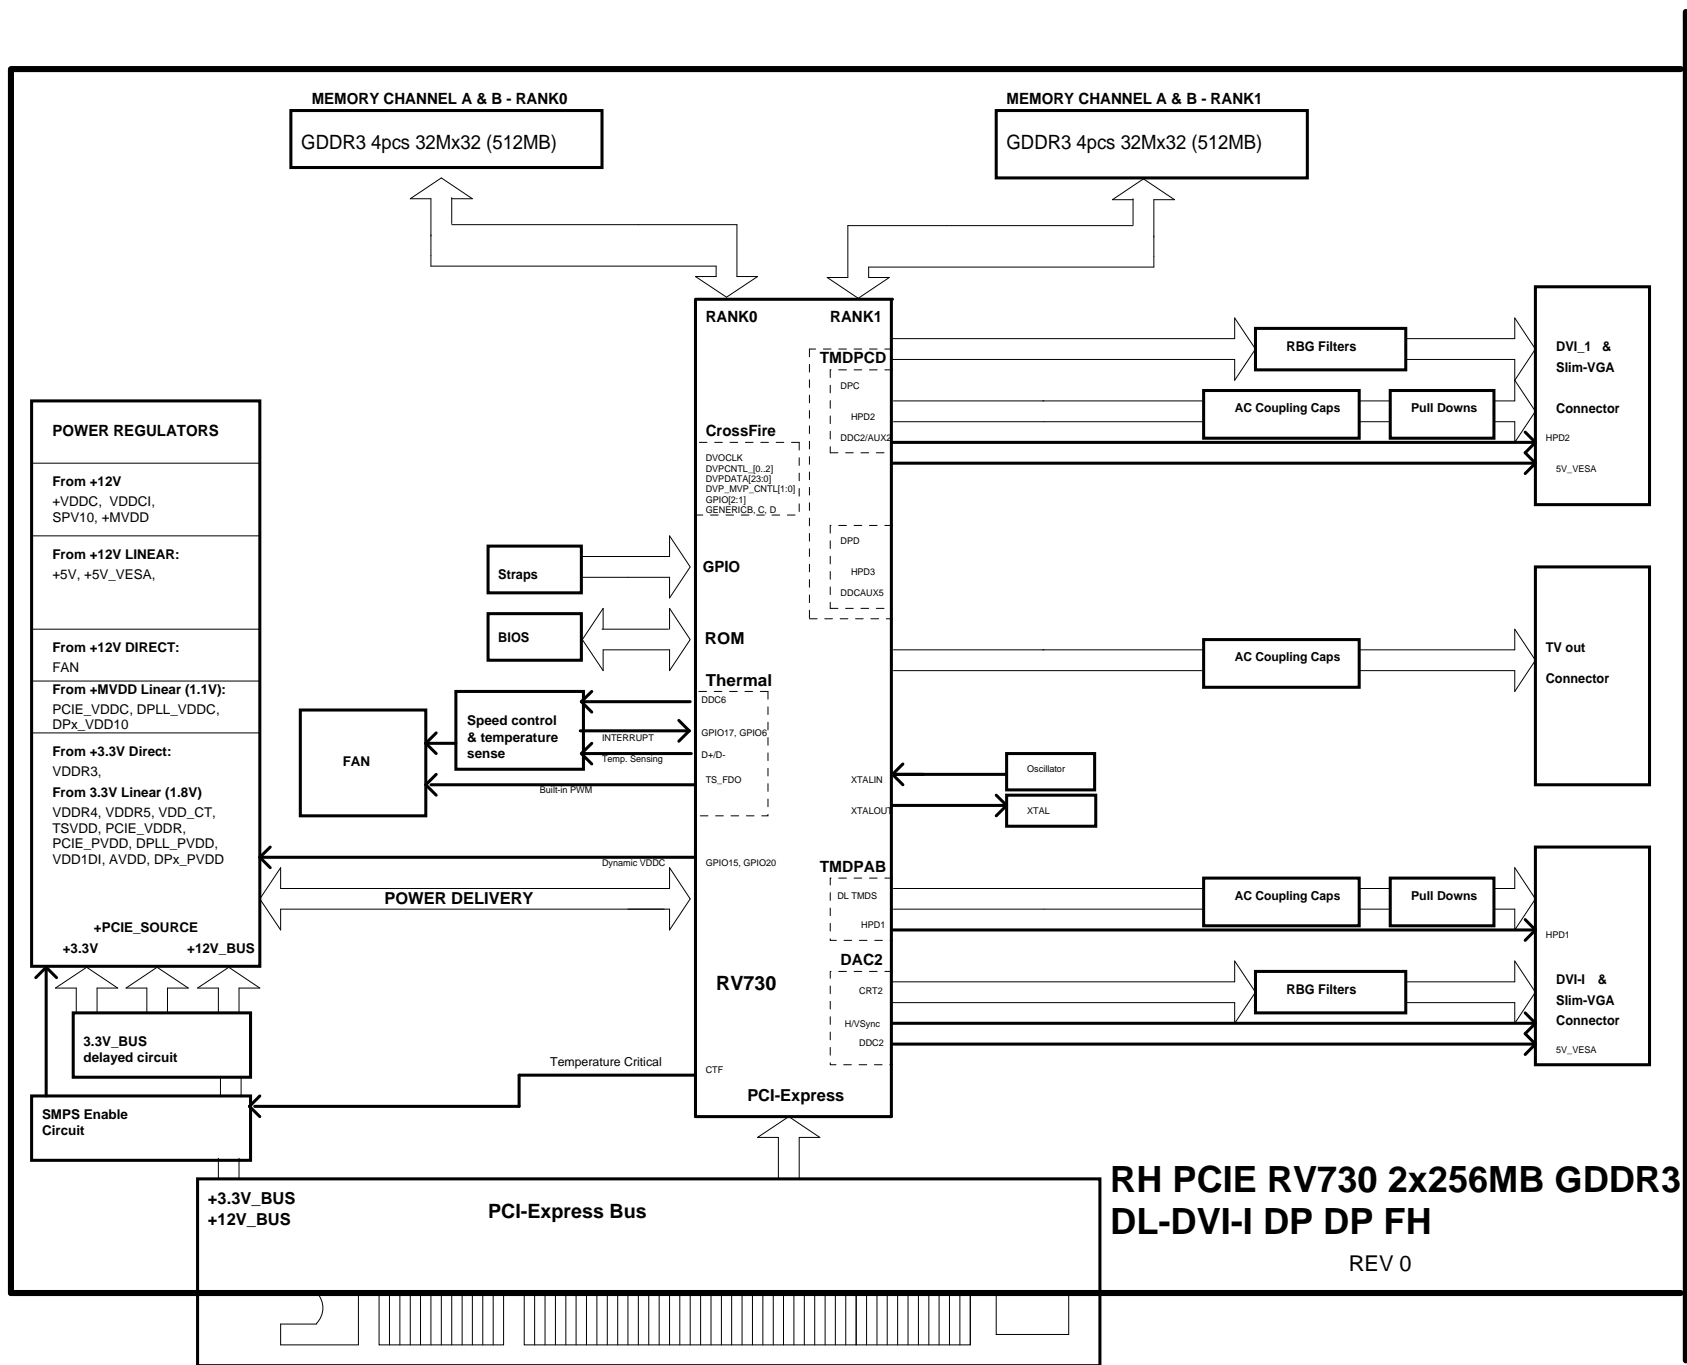 MEMORY CHANNEL A & B - RANK0
GDDR3 4pcs 32Mx32 (512MB)
MEMORY CHANNEL A & B - RANK1
GDDR3 4pcs 32Mx32 (512MB)
RANK0
RANK1
TMDPCD
DPC
HPD2
DDC2/AUX2
RBG Filters
AC Coupling Caps
Pull Downs
DVI_1 &
Slim-VGA
Connector
HPD2
5V_VESA
POWER REGULATORS
From +12V
+VDDC, VDDCI,
SPV10, +MVDD
From +12V LINEAR:
+5V, +5V_VESA,
From +12V DIRECT:
FAN
From +MVDD Linear (1.1V):
PCIE_VDDC, DPLL_VDDC,
DPx_VDD10
From +3.3V Direct:
VDDR3,
From 3.3V Linear (1.8V)
VDDR4, VDDR5, VDD_CT,
TSVDD, PCIE_VDDR,
PCIE_PVDD, DPLL_PVDD,
VDD1DI, AVDD, DPx_PVDD
+PCIE_SOURCE
+3.3V
+12V_BUS
CrossFire
DVOCLK
DVPCNTL_[0..2]
DVPDATA[23:0]
DVP_MVP_CNTL[1:0]
GPIO[2:1]
GENERICB, C, D
DPD
HPD3
DDCAUX5
Straps
GPIO
BIOS
ROM
AC Coupling Caps
TV out
Connector
Thermal
DDC6
GPIO17, GPIO6
D+/D-
TS_FDO
FAN
Speed control
& temperature
sense
INTERRUPT
Temp. Sensing
Built-in PWM
XTALIN
XTALOUT
Oscillator
XTAL
Dynamic VDDC
GPIO15, GPIO20
POWER DELIVERY
TMDPAB
DL TMDS
HPD1
AC Coupling Caps
Pull Downs
HPD1
DAC2
CRT2
H/VSync
DDC2
RBG Filters
DVI-I &
Slim-VGA
Connector
5V_VESA
RV730
3.3V_BUS
delayed circuit
Temperature Critical
CTF
SMPS Enable
Circuit
PCI-Express
+3.3V_BUS
+12V_BUS
PCI-Express Bus
RH PCIE RV730 2x256MB GDDR3
DL-DVI-I DP DP FH
REV 0